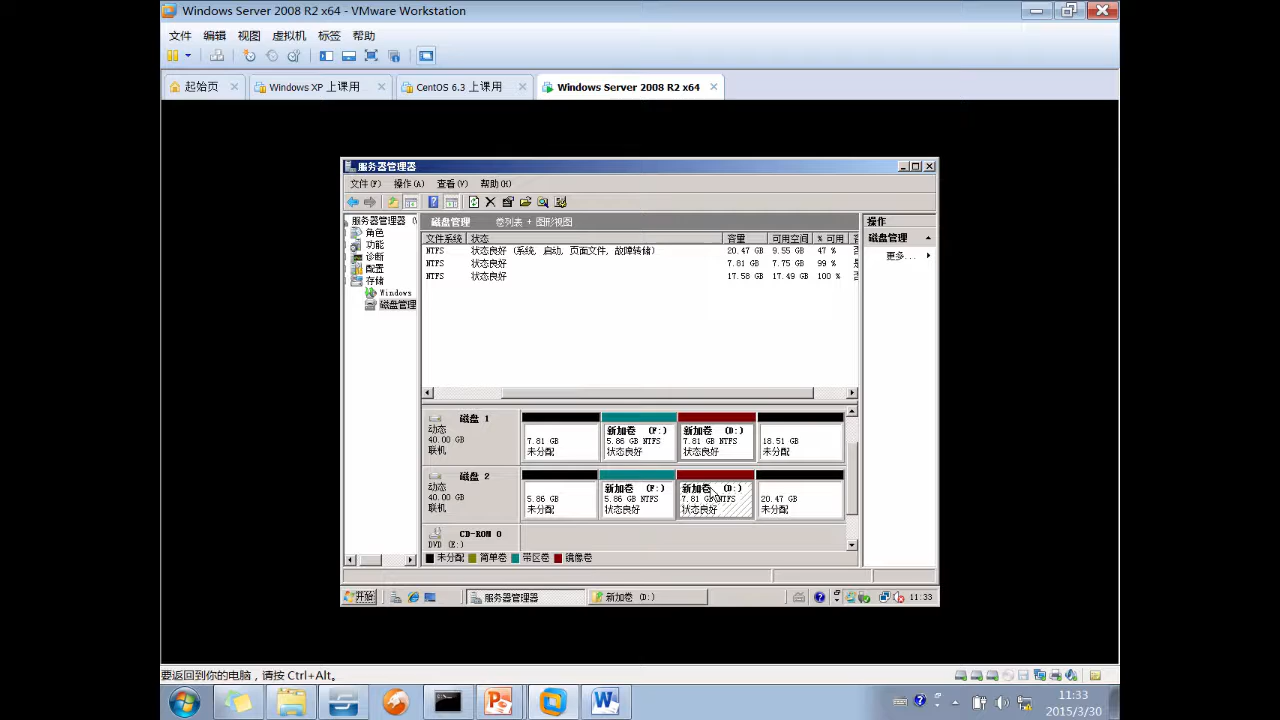 Windows Server 2008 R2 x64 - VMware Workstation
文件 编辑 视图 虚拟机 标签 帮助
起始页 Windows XP 上课用 CentOS 6.3 上课用 Windows Server 2008 R2 x64
服务器管理器
文件(F) 操作(A) 查看(V) 帮助(H)
服务器管理器
角色
功能
诊断
配置
存储
Windows
磁盘管理
磁盘管理 卷列表 + 图形视图
文件系统 状态 容量 可用空间 % 可用
NTFS 状态良好 (系统, 启动, 页面文件, 故障转储) 20.47 GB 9.55 GB 47 %
NTFS 状态良好 7.81 GB 7.75 GB 99 %
NTFS 状态良好 17.58 GB 17.49 GB 100 %
操作
磁盘管理
更多...
磁盘 1
动态
40.00 GB
联机
7.81 GB
未分配
新加卷 (F:)
5.86 GB NTFS
状态良好
新加卷 (D:)
7.81 GB NTFS
状态良好
18.51 GB
未分配
磁盘 2
动态
40.00 GB
联机
5.86 GB
未分配
新加卷 (F:)
5.86 GB NTFS
状态良好
新加卷 (D:)
7.81 GB NTFS
状态良好
20.47 GB
未分配
CD-ROM 0
DVD (E:)
未分配 简单卷 带区卷 镜像卷
开始 服务器管理器 新加卷 (D:) 11:33
要返回到你的电脑，请按 Ctrl+Alt。
11:33
2015/3/30